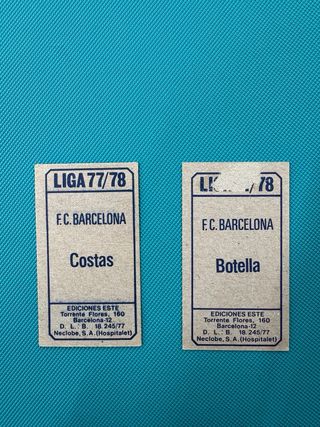 LIGA 77/78
F.C. BARCELONA
Costas
EDICIONES ESTE
Torrente Flores, 160
Barcelona-12
D. L.: B. 18.245/77
Neclobe, S.A. (Hospitalet)
/78
F.C. BARCELONA
Botella
EDICIONES ESTE
Torrente Flores, 160
Barcelona-12
D. L.: B. 18.245/77
Neclobe, S.A. (Hospitalet)